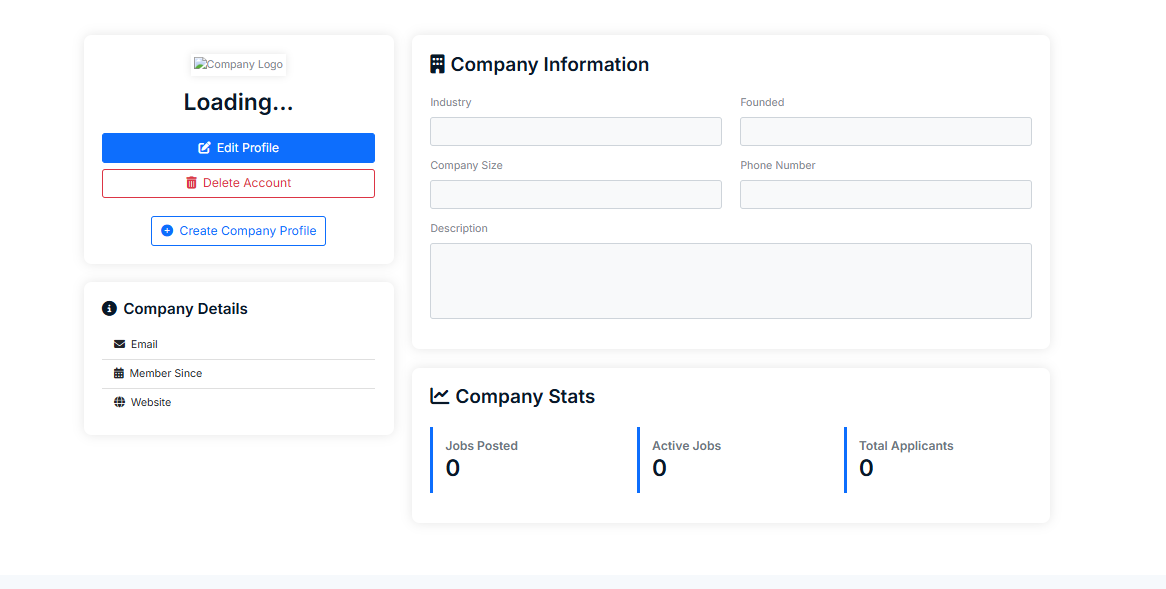 Company Logo
Loading...
Edit Profile
Delete Account
Create Company Profile
Company Details
Email
Member Since
Website
Company Information
Industry
Founded
Company Size
Phone Number
Description
Company Stats
Jobs Posted
0
Active Jobs
0
Total Applicants
0